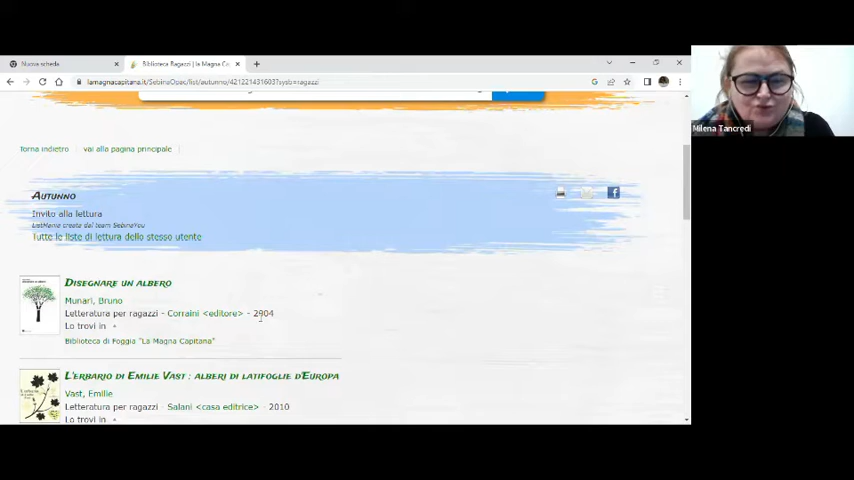 Nuova scheda
Biblioteca Ragazzi | la Magna Ca
lamagnacapitana.it/SebinaOpac/list/autunno/4212214316037sysb=ragazzi
Milena Tancredi
Torna indietro
vai alla pagina principale
Autunno
Invito alla lettura
ListMania creata dal team SebinaYou
Tutte le liste di lettura dello stesso utente
Disegnare un albero
Munari, Bruno
Letteratura per ragazzi - Corraini <editore> - 2004
Lo trovi in
Biblioteca di Foggia "La Magna Capitana"
L'erbario di Emilie Vast : alberi di latifoglie d'Europa
Vast, Emilie
Letteratura per ragazzi - Salani <casa editrice> - 2010
Lo trovi in